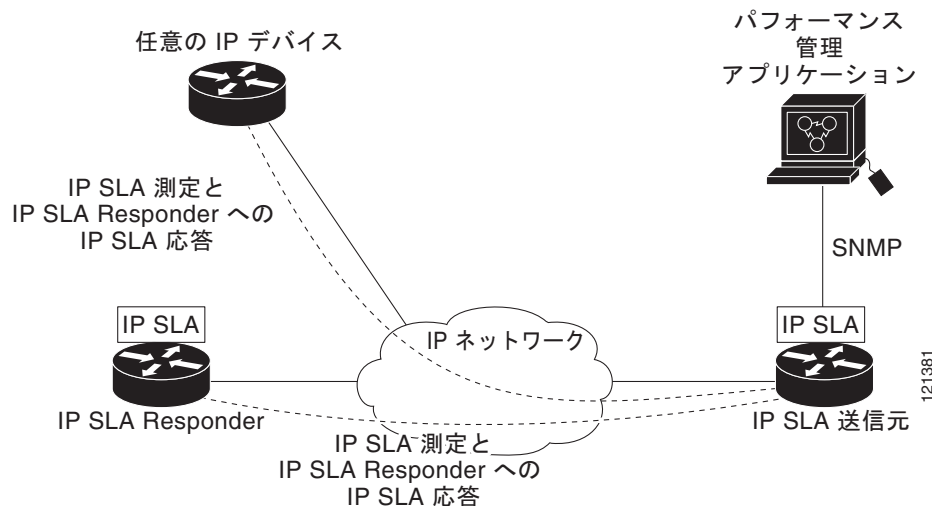 パフォーマンス
管理
アプリケーション
任意の IP デバイス
IP SLA 測定と
IP SLA Responder への
IP SLA 応答
SNMP
IP SLA
IP ネットワーク
IP SLA
IP SLA Responder
IP SLA 送信元
IP SLA 測定と
IP SLA Responder への
IP SLA 応答
121381